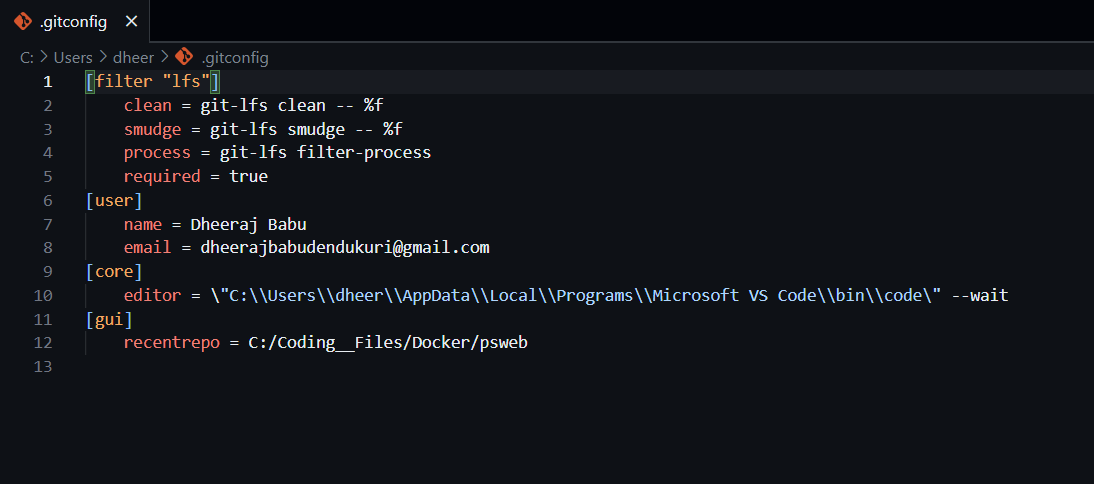 .gitconfig ×
C: > Users > dheer > .gitconfig
1 [filter "lfs"]
2 clean = git-lfs clean -- %f
3 smudge = git-lfs smudge -- %f
4 process = git-lfs filter-process
5 required = true
6 [user]
7 name = Dheeraj Babu
8 email = dheerajbabudendukuri@gmail.com
9 [core]
10 editor = \"C:\\Users\\dheer\\AppData\\Local\\Programs\\Microsoft VS Code\\bin\\code\" --wait
11 [gui]
12 recentrepo = C:/Coding__Files/Docker/psweb
13